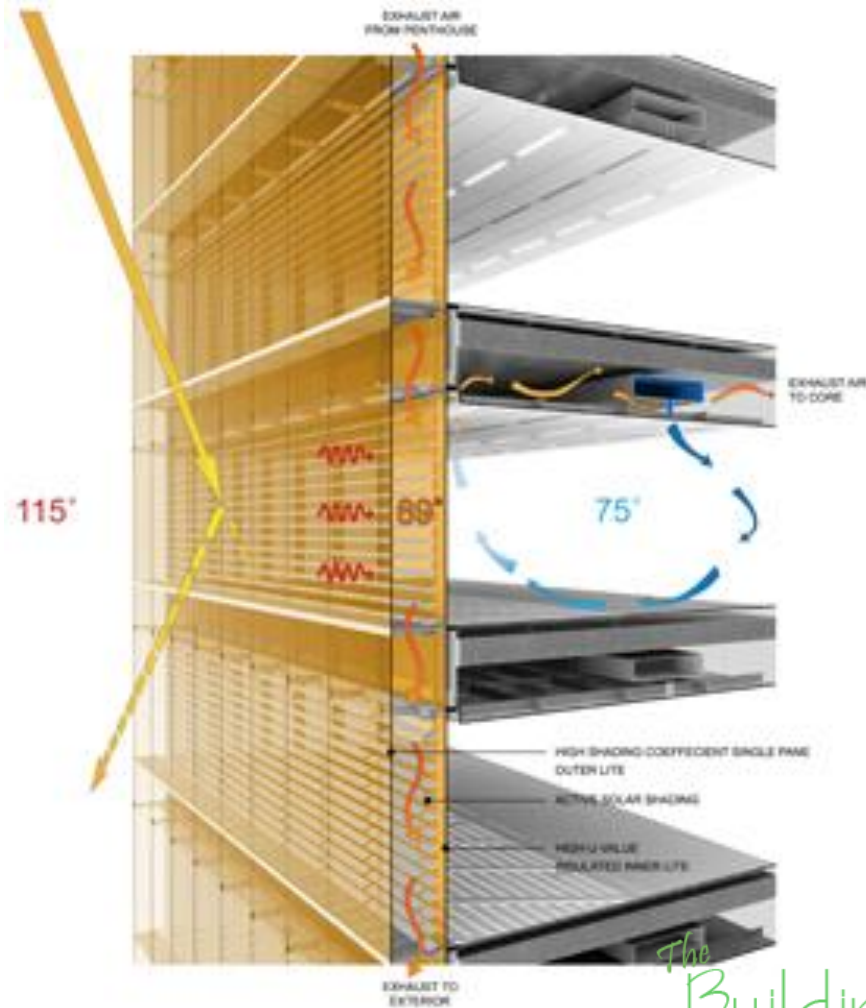 EXHAUST AIR
FROM PENTHOUSE
EXHAUST AIR
TO CORE
115°
89°
75°
HIGH SHADING COEFFECIENT SINGLE PANE
OUTER LITE
ACTIVE SOLAR SHADING
HIGH U-VALUE
INSULATED INNER LITE
The
Buildin
EXHAUST TO
EXTERIOR